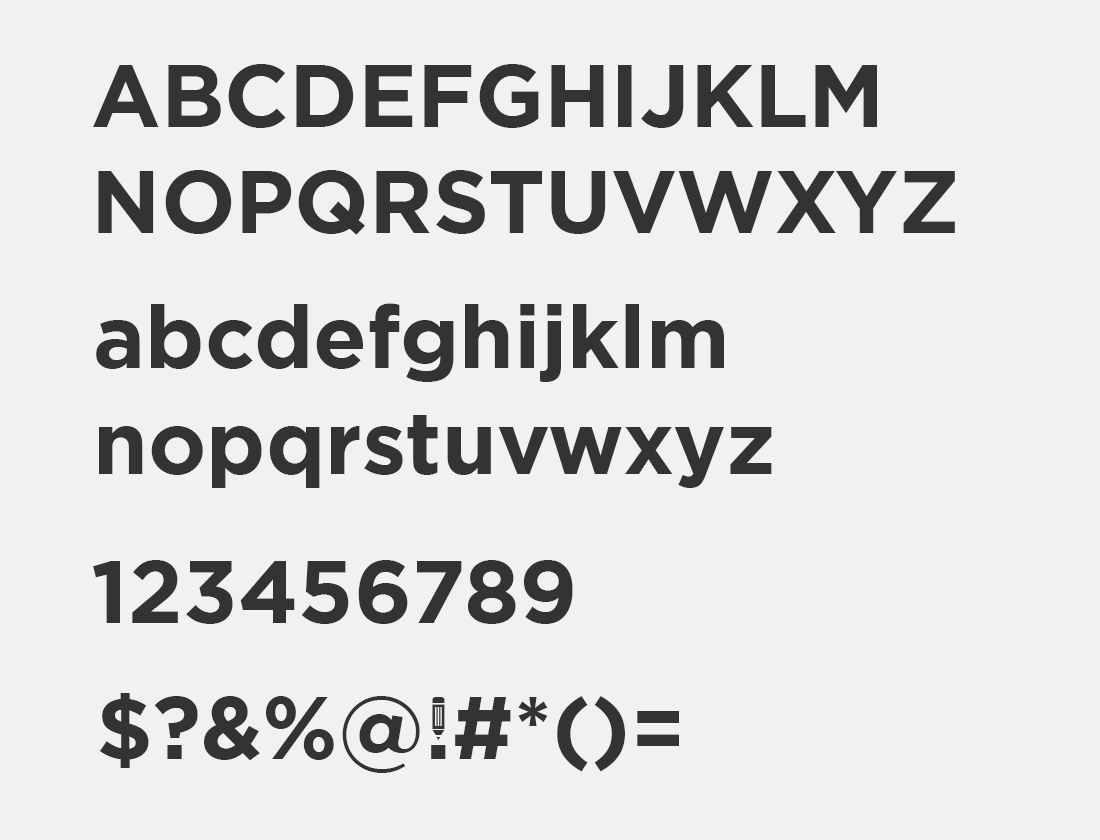 ABCDEFGHIJKLM
NOPQRSTUVWXYZ
abcdefghijklm
nopqrstuvwxyz
123456789
$?&%@!#*()=